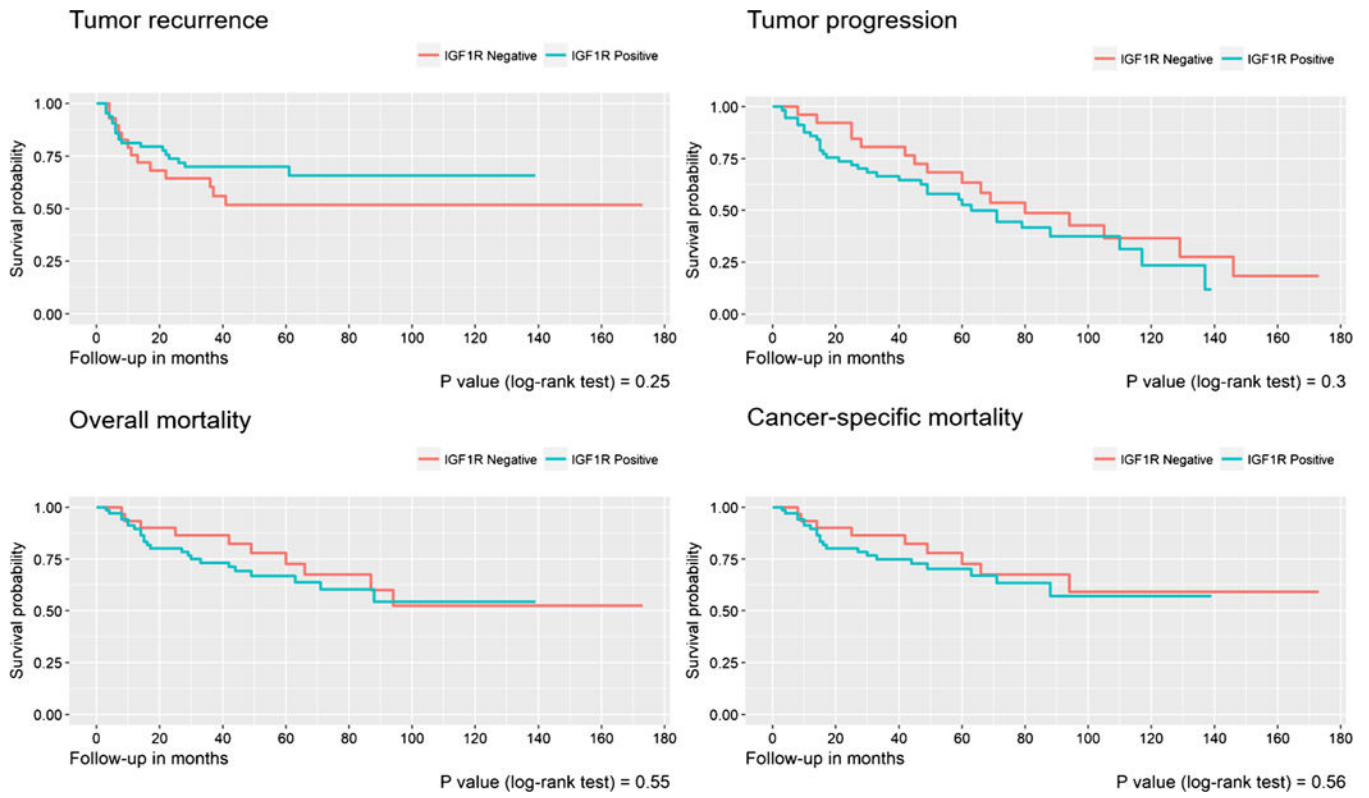 Tumor recurrence
IGF1R Negative IGF1R Positive
Survival probability
1.00
0.75
0.50
0.25
0.00
0 20 40 60 80 100 120 140 160 180
Follow-up in months
P value (log-rank test) = 0.25
Tumor progression
IGF1R Negative IGF1R Positive
Survival probability
1.00
0.75
0.50
0.25
0.00
0 20 40 60 80 100 120 140 160 180
Follow-up in months
P value (log-rank test) = 0.3
Overall mortality
IGF1R Negative IGF1R Positive
Survival probability
1.00
0.75
0.50
0.25
0.00
0 20 40 60 80 100 120 140 160 180
Follow-up in months
P value (log-rank test) = 0.55
Cancer-specific mortality
IGF1R Negative IGF1R Positive
Survival probability
1.00
0.75
0.50
0.25
0.00
0 20 40 60 80 100 120 140 160 180
Follow-up in months
P value (log-rank test) = 0.56